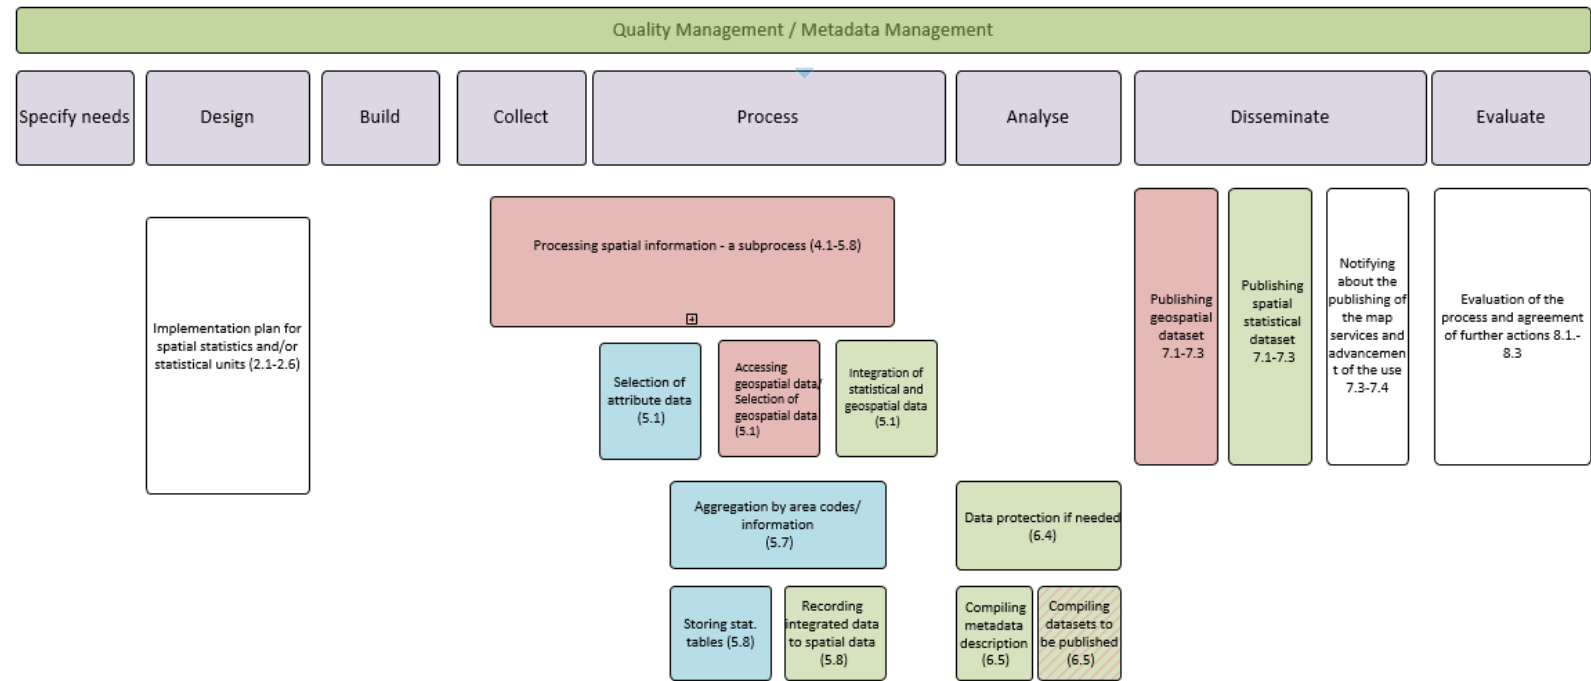 Quality Management / Metadata Management
Specify needs
Design
Build
Collect
Process
Analyse
Disseminate
Evaluate
Implementation plan for
spatial statistics and/or
statistical units (2.1-2.6)
Processing spatial information - a subprocess (4.1-5.8)
Selection of
attribute data
(5.1)
Accessing
geospatial data/
Selection of
geospatial data
(5.1)
Integration of
statistical and
geospatial data
(5.1)
Aggregation by area codes/
information
(5.7)
Storing stat.
tables (5.8)
Recording
integrated data
to spatial data
(5.8)
Data protection if needed
(6.4)
Compiling
metadata
description
(6.5)
Compiling
datasets to
be published
(6.5)
Publishing
geospatial
dataset
7.1-7.3
Publishing
spatial
statistical
dataset
7.1-7.3
Notifying
about the
publishing of
the map
services and
advancemen
t of the use
7.3-7.4
Evaluation of the
process and agreement
of further actions 8.1.-
8.3